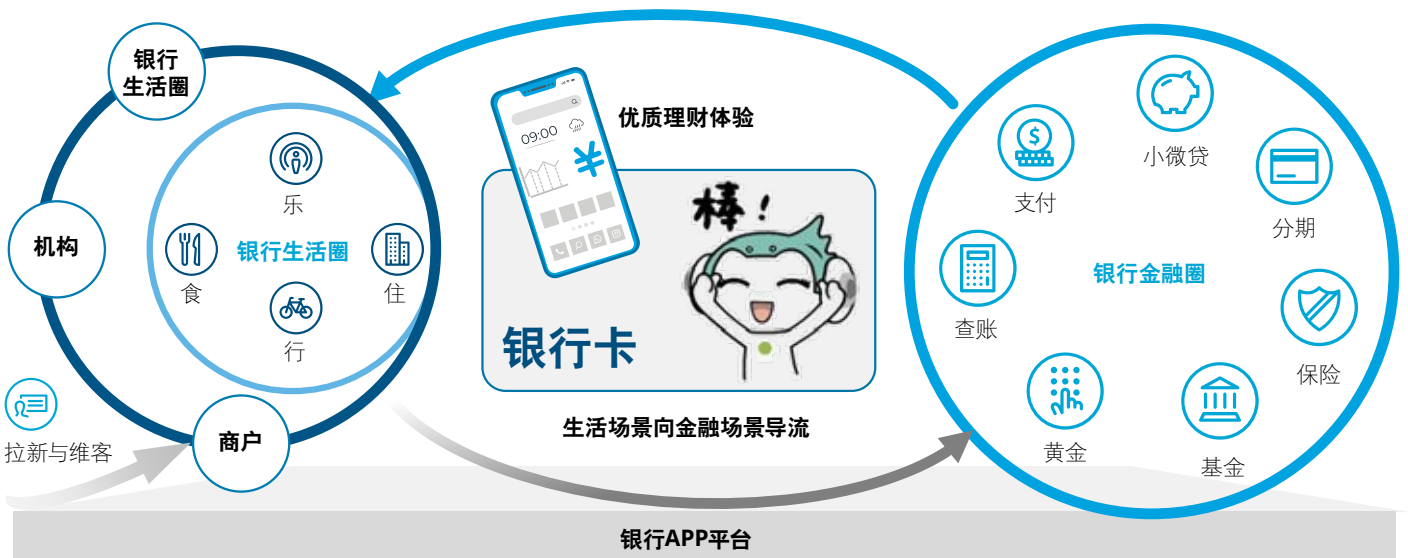 银行
生活圈
机构
商户
乐
食
银行生活圈
住
行
拉新与维客
09:00
¥
优质理财体验
棒！
银行卡
生活场景向金融场景导流
$
支付
小微贷
分期
查账
银行金融圈
保险
黄金
基金
银行APP平台